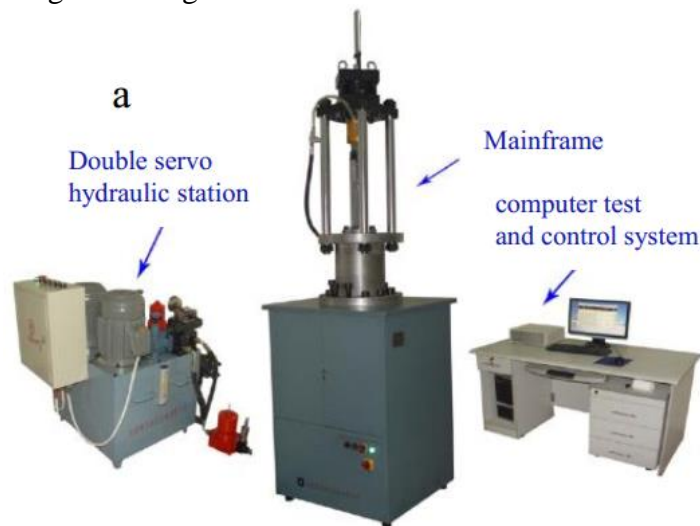 a
Double servo
hydraulic station
Mainframe
computer test
and control system